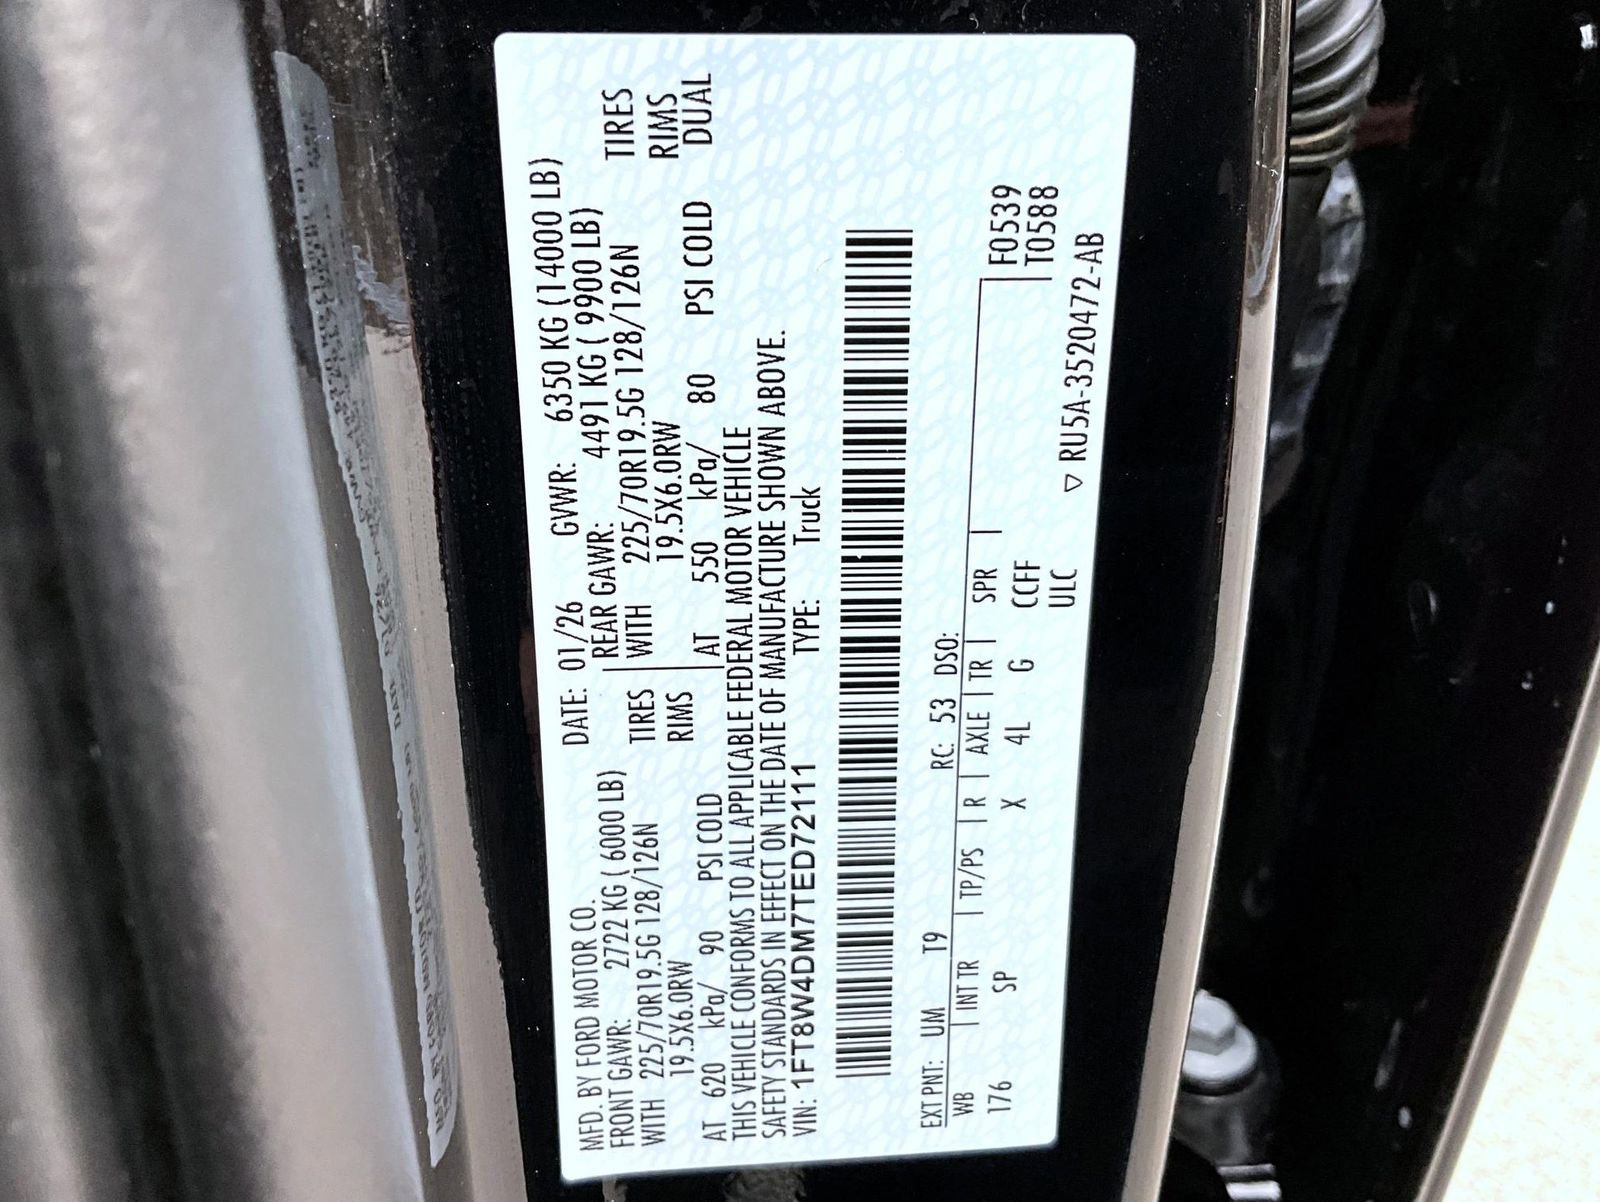 MFD. BY FORD MOTOR CO. DATE: 01/26 GVWR: 6350 KG (14000 LB)
FRONT GAWR: 2722 KG ( 6000 LB) REAR GAWR: 4491 KG ( 9900 LB)
WITH 225/70R19.5G 128/126N TIRES WITH 225/70R19.5G 128/126N TIRES
19.5X6.0RW RIMS 19.5X6.0RW RIMS
AT 620 kPa/ 90 PSI COLD AT 550 kPa/ 80 PSI COLD DUAL
THIS VEHICLE CONFORMS TO ALL APPLICABLE FEDERAL MOTOR VEHICLE
SAFETY STANDARDS IN EFFECT ON THE DATE OF MANUFACTURE SHOWN ABOVE.
VIN: 1FT8W4DM7TED72111 TYPE: Truck
EXT PNT: UM T9 RC: 53 DSO:
WB | INT TR | TP/PS | R | AXLE | TR | SPR | F0539
176 SP X 4L G CCFF T0588
ULC ▽ RU5A-3520472-AB